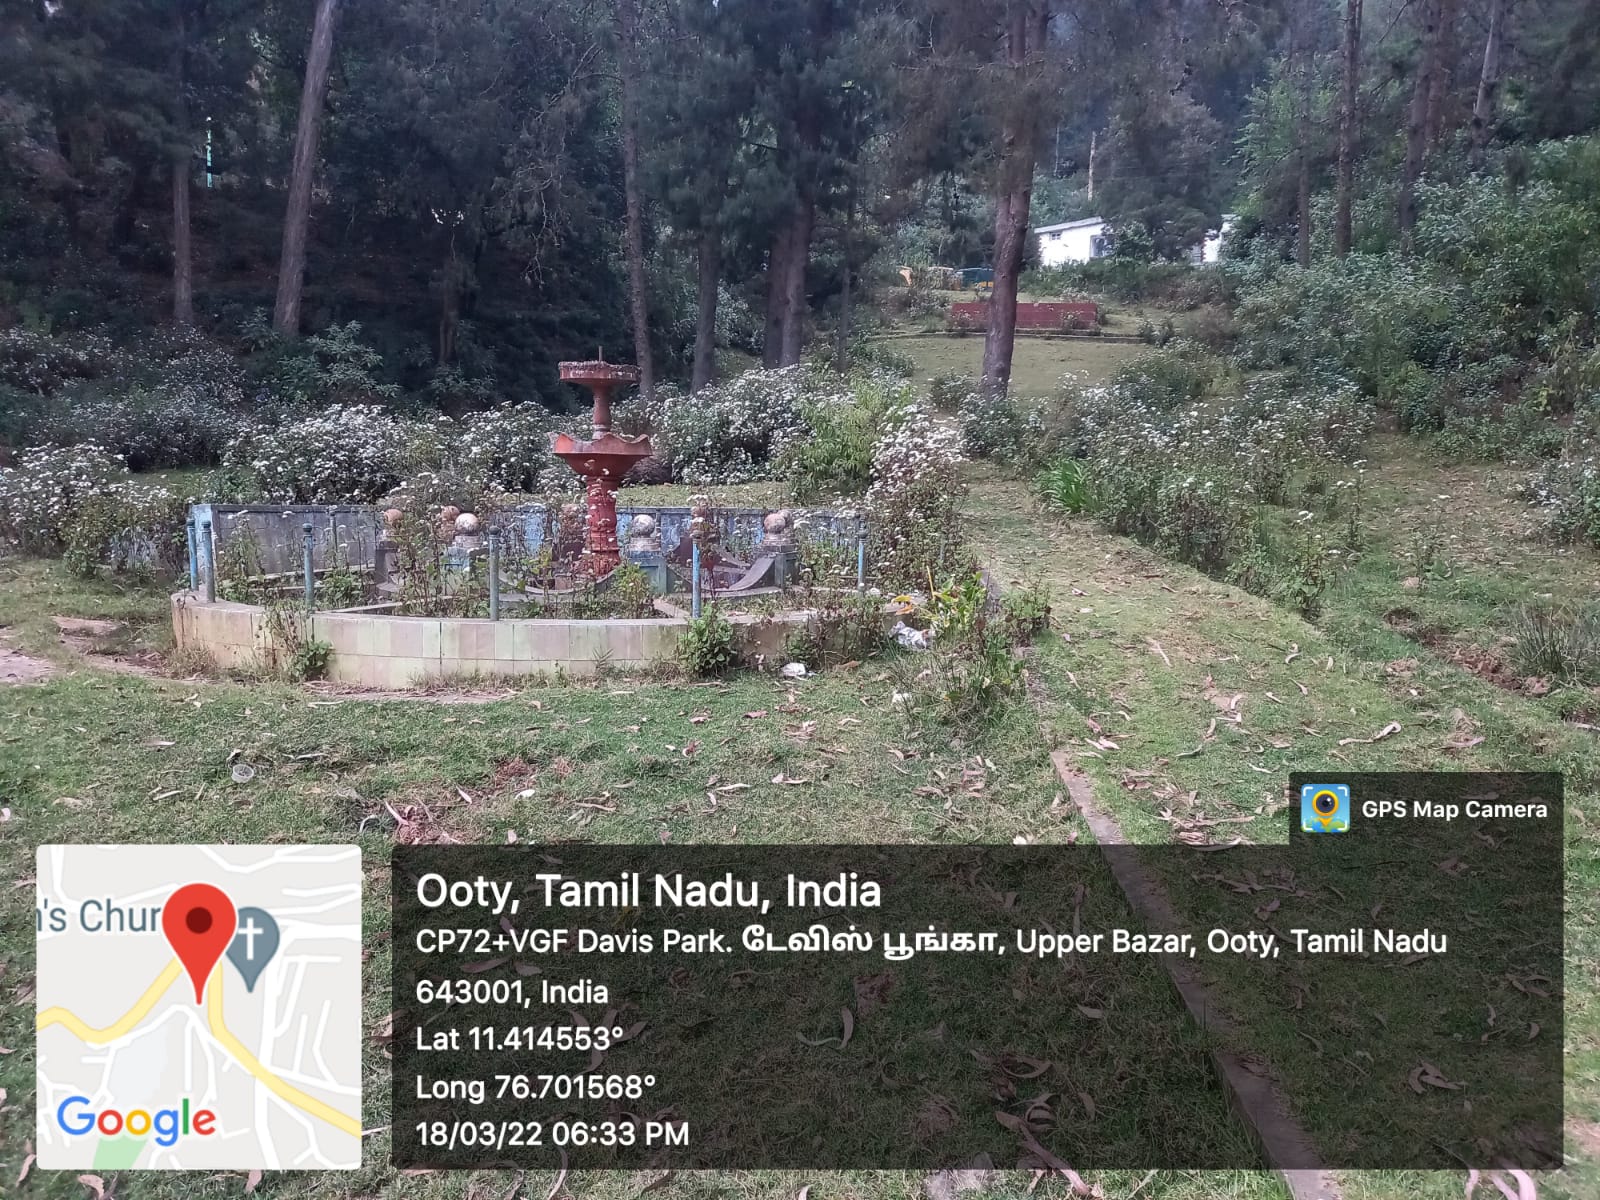 GPS Map Camera
n's Chur
Google
Ooty, Tamil Nadu, India
CP72+VGF Davis Park. டேவிஸ் பூங்கா, Upper Bazar, Ooty, Tamil Nadu
643001, India
Lat 11.414553°
Long 76.701568°
18/03/22 06:33 PM